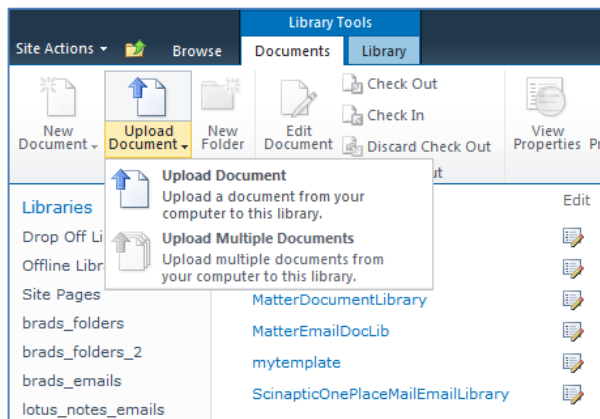 Library Tools
Site Actions Browse Documents Library
New Document
Upload Document
New Folder
Edit Document
Check Out
Check In
Discard Check Out
View Properties
Upload Document
Upload a document from your
computer to this library.
Upload Multiple Documents
Upload multiple documents from
your computer to this library.
Edit
Libraries
Drop Off
Offline
Site Pages
brads_folders
brads_folders_2
brads_emails
lotus_notes_emails
MatterDocumentLibrary
MatterEmailDocLib
mytemplate
ScinapticOnePlaceMailEmailLibrary